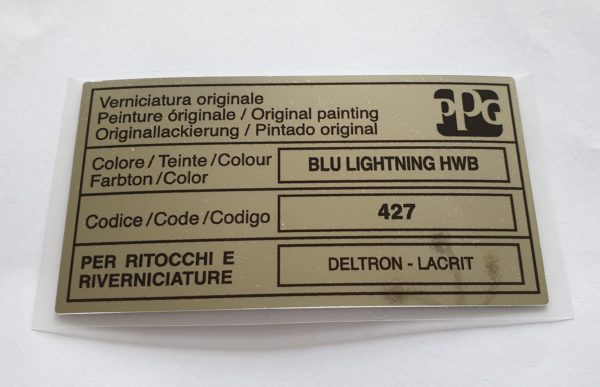 Verniciatura originale
Peinture óriginale / Original painting
Originallackierung / Pintado original
PPG
Colore / Teinte /Colour
Farbton /Color
BLU LIGHTNING HWB
Codice /Code /Codigo
427
PER RITOCCHI E
RIVERNICIATURE
DELTRON - LACRIT